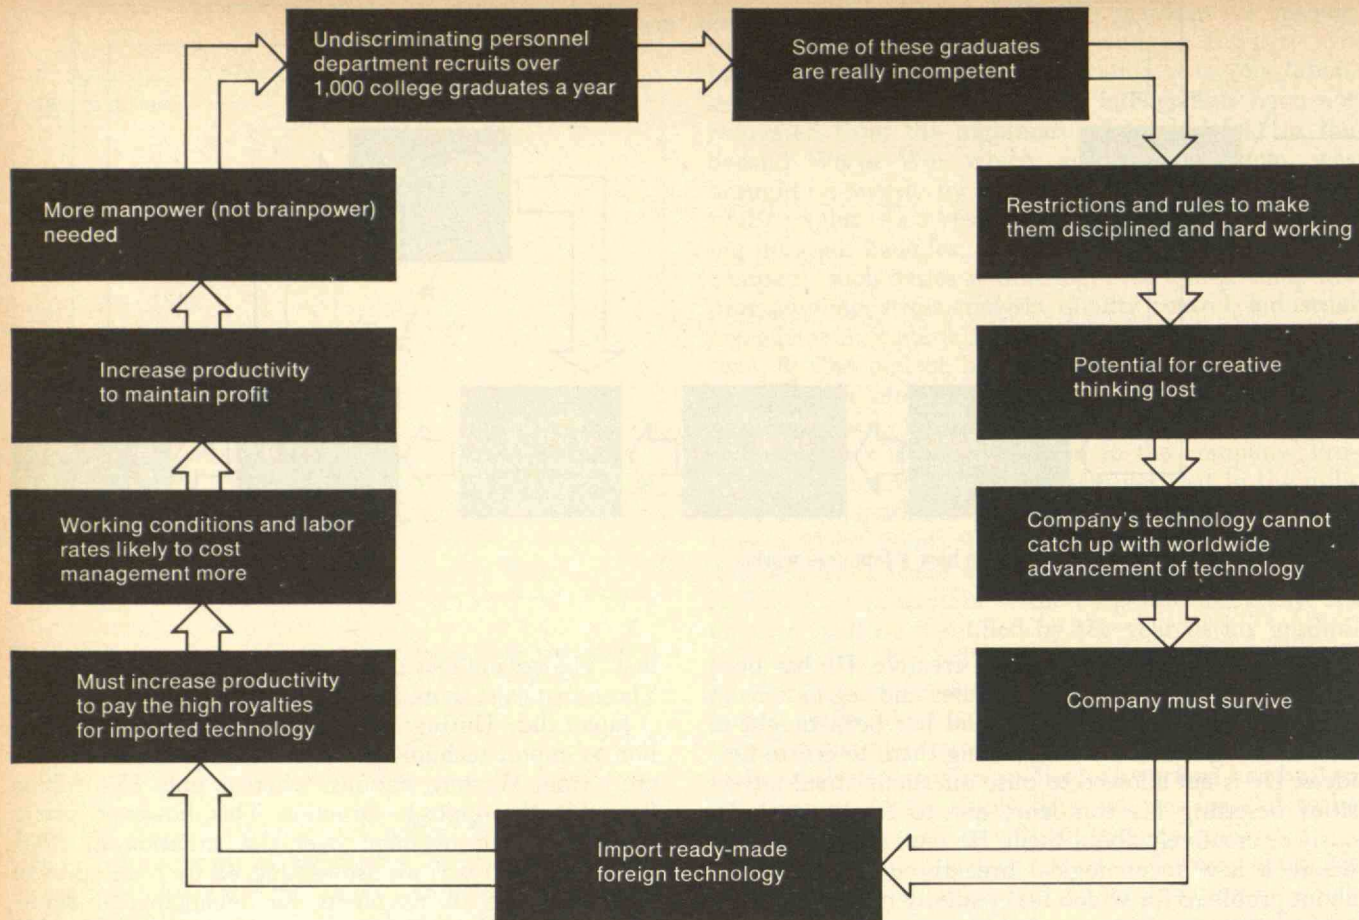 Undiscriminating personnel
department recruits over
1,000 college graduates a year
Some of these graduates
are really incompetent
Restrictions and rules to make
them disciplined and hard working
Potential for creative
thinking lost
Company's technology cannot
catch up with worldwide
advancement of technology
Company must survive
Import ready-made
foreign technology
Must increase productivity
to pay the high royalties
for imported technology
Working conditions and labor
rates likely to cost
management more
Increase productivity
to maintain profit
More manpower (not brainpower)
needed